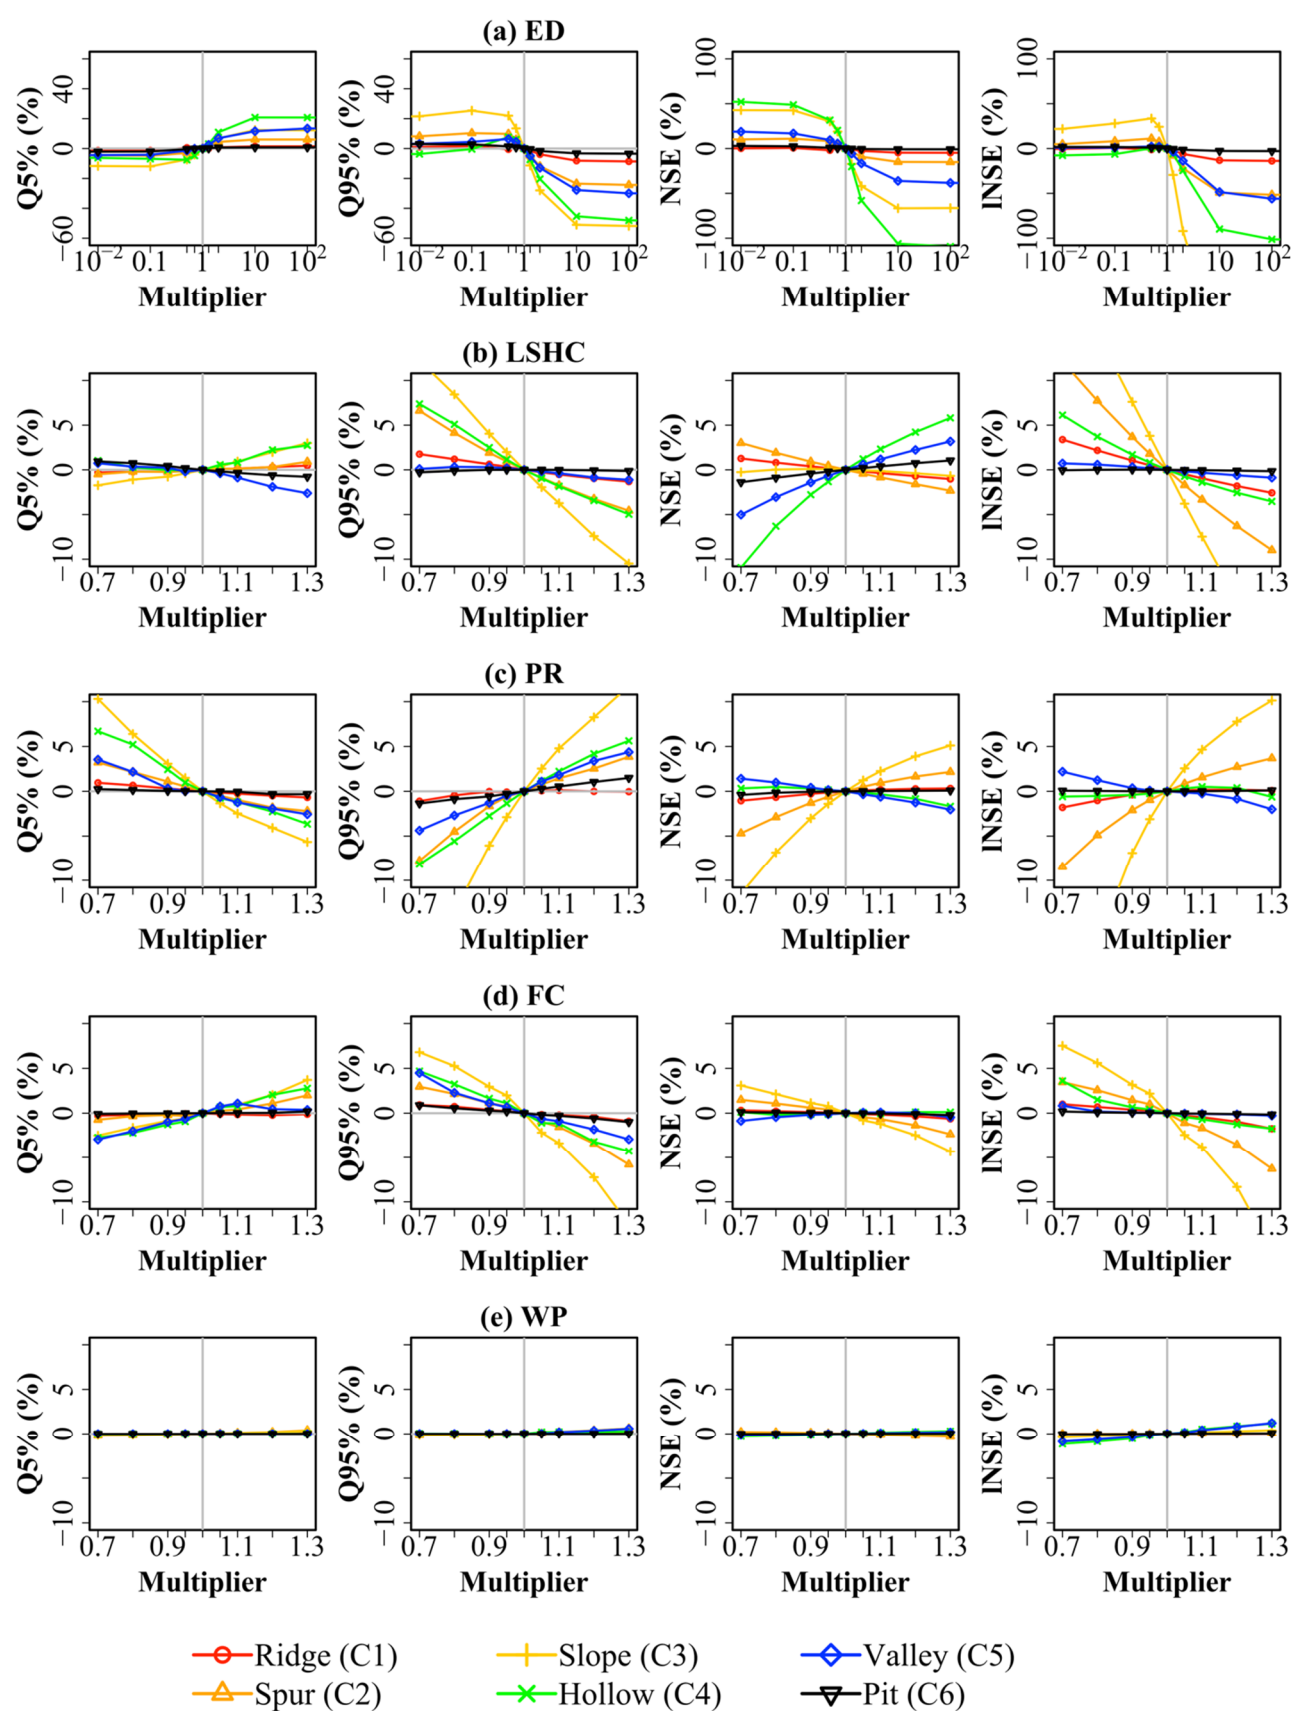 (a) ED
Q5% (%)
40
0
−60
10−2 0.1 1 10 102
Multiplier
Q95% (%)
40
0
−60
10−2 0.1 1 10 102
Multiplier
NSE (%)
100
0
−100
10−2 0.1 1 10 102
Multiplier
lNSE (%)
100
0
−100
10−2 0.1 1 10 102
Multiplier
(b) LSHC
Q5% (%)
5
0
−10
0.7 0.9 1.1 1.3
Multiplier
Q95% (%)
5
0
−10
0.7 0.9 1.1 1.3
Multiplier
NSE (%)
5
0
−10
0.7 0.9 1.1 1.3
Multiplier
lNSE (%)
5
0
−10
0.7 0.9 1.1 1.3
Multiplier
(c) PR
Q5% (%)
5
0
−10
0.7 0.9 1.1 1.3
Multiplier
Q95% (%)
5
0
−10
0.7 0.9 1.1 1.3
Multiplier
NSE (%)
5
0
−10
0.7 0.9 1.1 1.3
Multiplier
lNSE (%)
5
0
−10
0.7 0.9 1.1 1.3
Multiplier
(d) FC
Q5% (%)
5
0
−10
0.7 0.9 1.1 1.3
Multiplier
Q95% (%)
5
0
−10
0.7 0.9 1.1 1.3
Multiplier
NSE (%)
5
0
−10
0.7 0.9 1.1 1.3
Multiplier
lNSE (%)
5
0
−10
0.7 0.9 1.1 1.3
Multiplier
(e) WP
Q5% (%)
5
0
−10
0.7 0.9 1.1 1.3
Multiplier
Q95% (%)
5
0
−10
0.7 0.9 1.1 1.3
Multiplier
NSE (%)
5
0
−10
0.7 0.9 1.1 1.3
Multiplier
lNSE (%)
5
0
−10
0.7 0.9 1.1 1.3
Multiplier
Ridge (C1) Slope (C3) Valley (C5)
Spur (C2) Hollow (C4) Pit (C6)